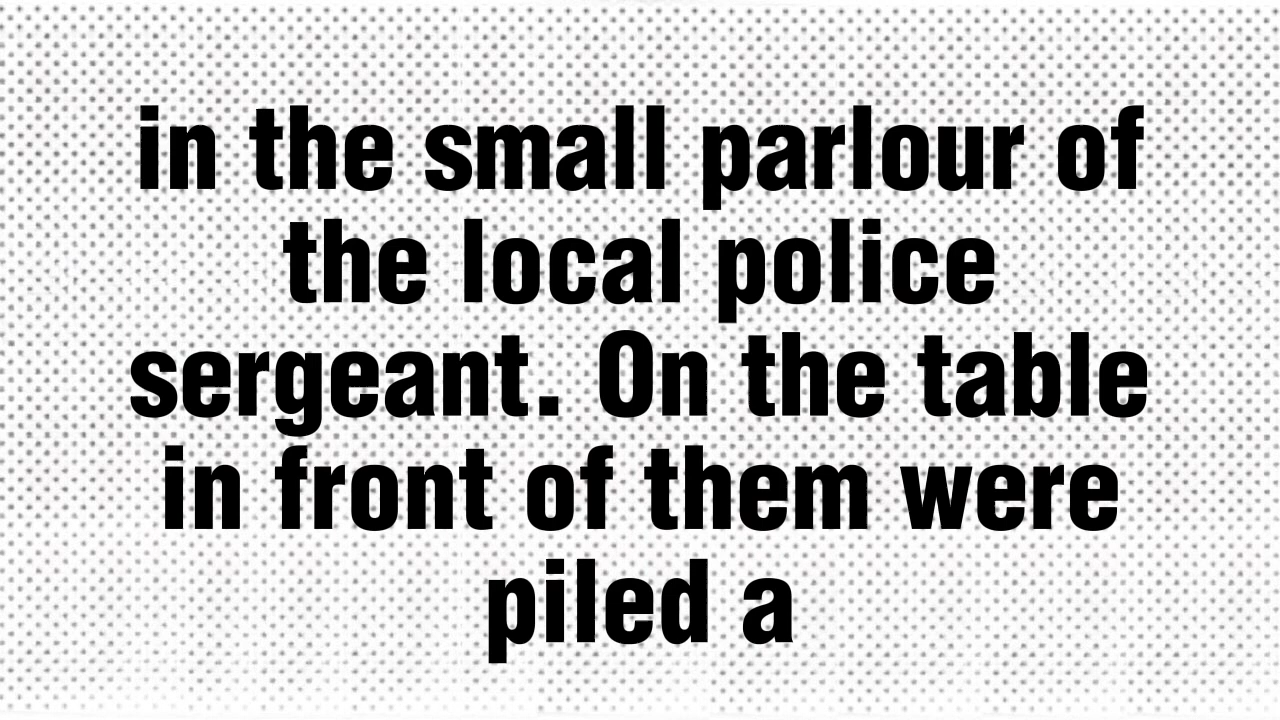 in the small parlour of
the local police
sergeant. On the table
in front of them were
piled a